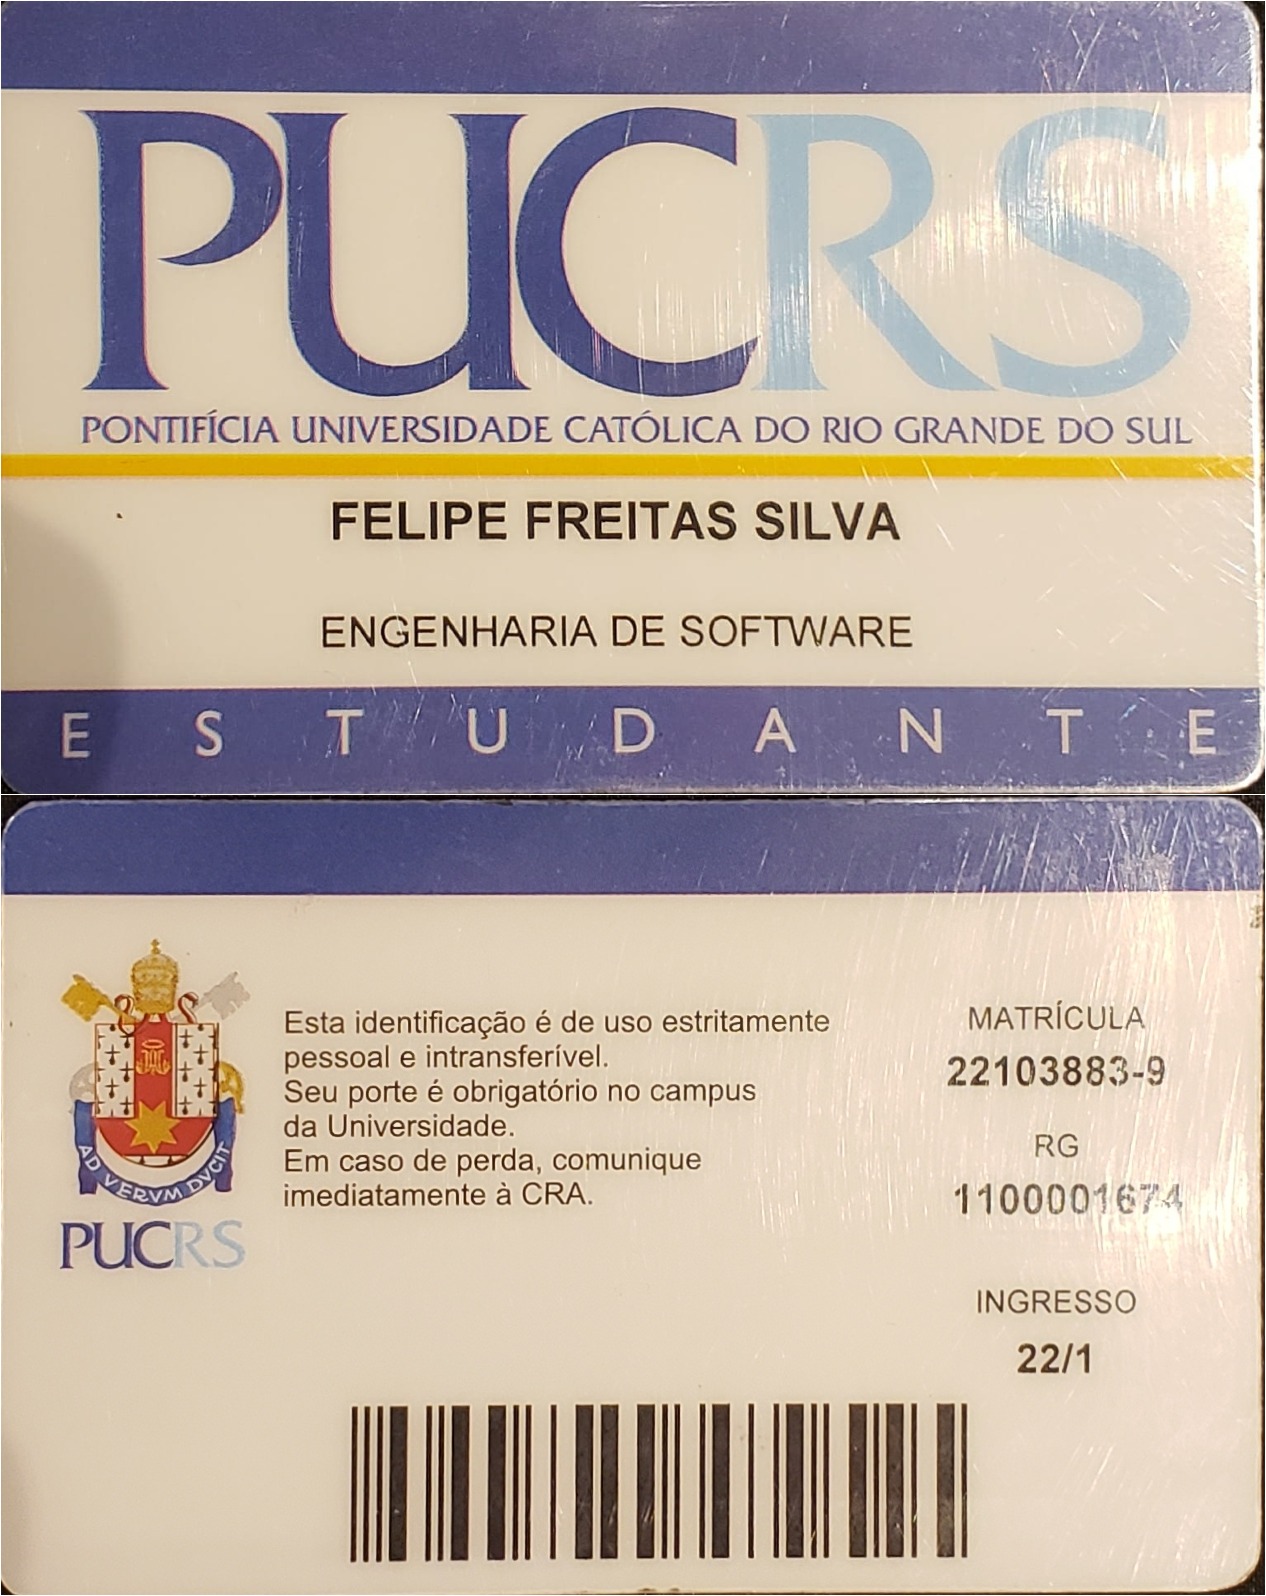 PUCRS
PONTIFÍCIA UNIVERSIDADE CATÓLICA DO RIO GRANDE DO SUL
FELIPE FREITAS SILVA
ENGENHARIA DE SOFTWARE
ESTUDANTE
AD VERVM DVCIT
PUCRS
Esta identificação é de uso estritamente
pessoal e intransferível.
Seu porte é obrigatório no campus
da Universidade.
Em caso de perda, comunique
imediatamente à CRA.
MATRÍCULA
22103883-9
RG
1100001674
INGRESSO
22/1